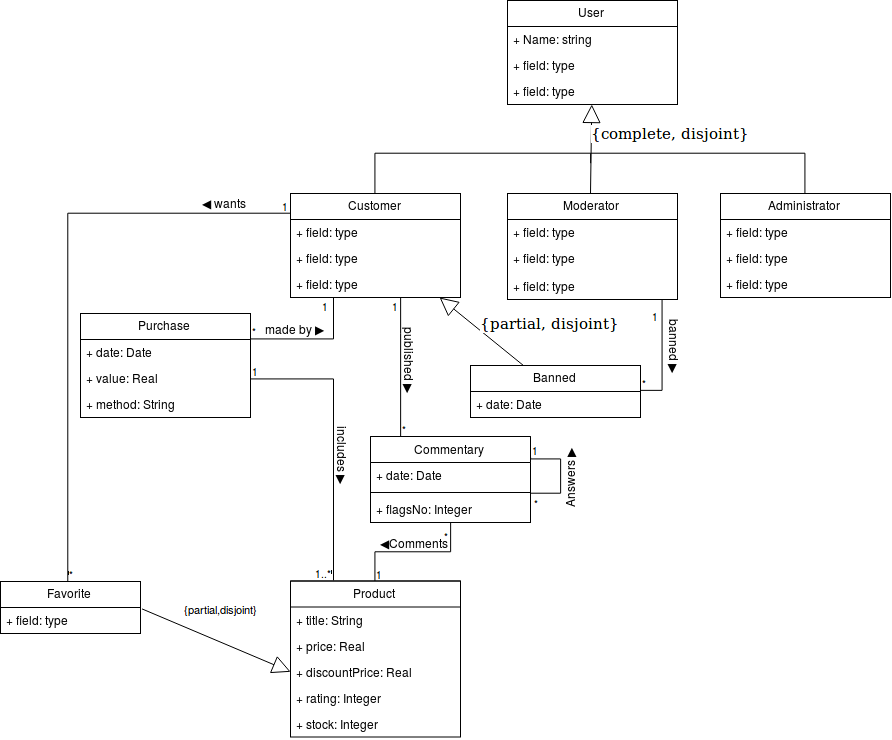 User
+ Name: string
+ field: type
+ field: type
{complete, disjoint}
◀ wants
1
Customer
+ field: type
+ field: type
+ field: type
Moderator
+ field: type
+ field: type
+ field: type
Administrator
+ field: type
+ field: type
+ field: type
1
1
1
Purchase
+ date: Date
+ value: Real
+ method: String
*
made by ▶
published ▶
{partial, disjoint}
banned ▶
Banned
+ date: Date
*
1
includes ▶
*
Commentary
+ date: Date
+ flagsNo: Integer
1
Answers ▶
*
*
◀Comments
1
1..*
*
Favorite
+ field: type
{partial,disjoint}
Product
+ title: String
+ price: Real
+ discountPrice: Real
+ rating: Integer
+ stock: Integer